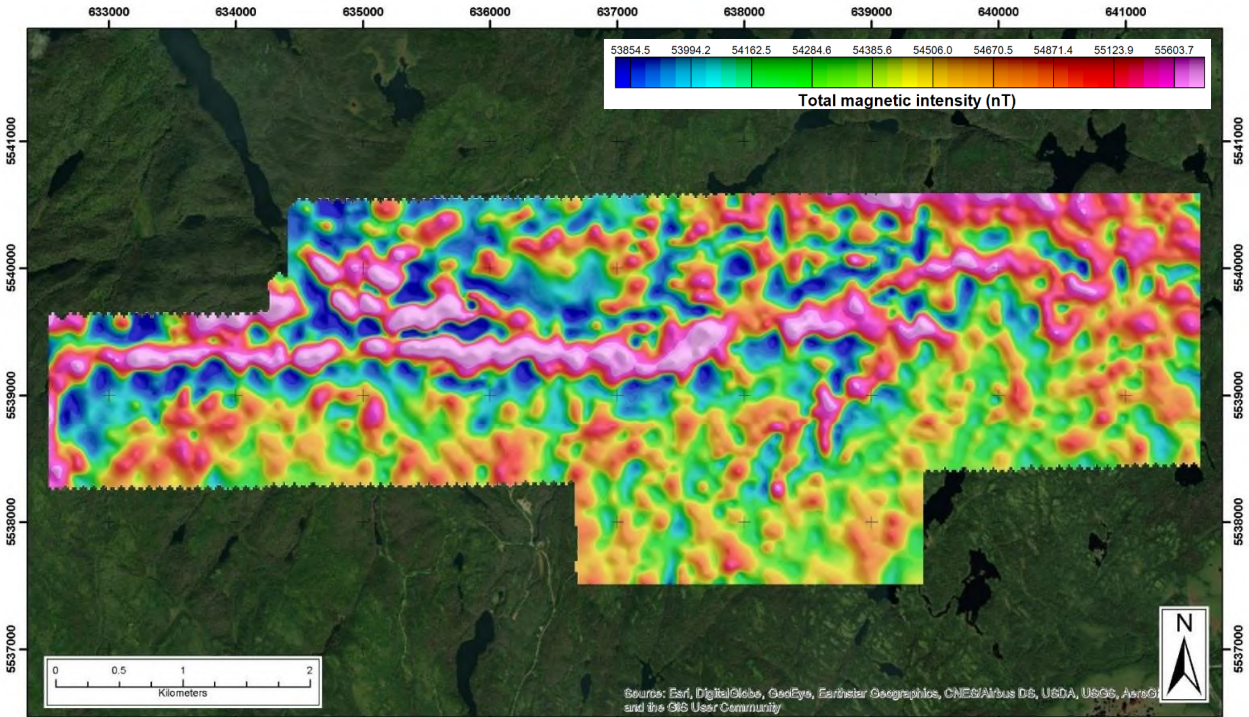 633000 634000 635000 636000 637000 638000 639000 640000 641000
53854.5 53994.2 54162.5 54284.6 54385.6 54506.0 54670.5 54871.4 55123.9 55603.7
Total magnetic intensity (nT)
5541000 5541000
5540000 5540000
5539000 5539000
5538000 5538000
5537000 5537000
N
0 0.5 1 2
Kilometers
Source: Esri, DigitalGlobe, GeoEye, Earthstar Geographics, CNES/Airbus DS, USDA, USGS,
and the GIS User Community